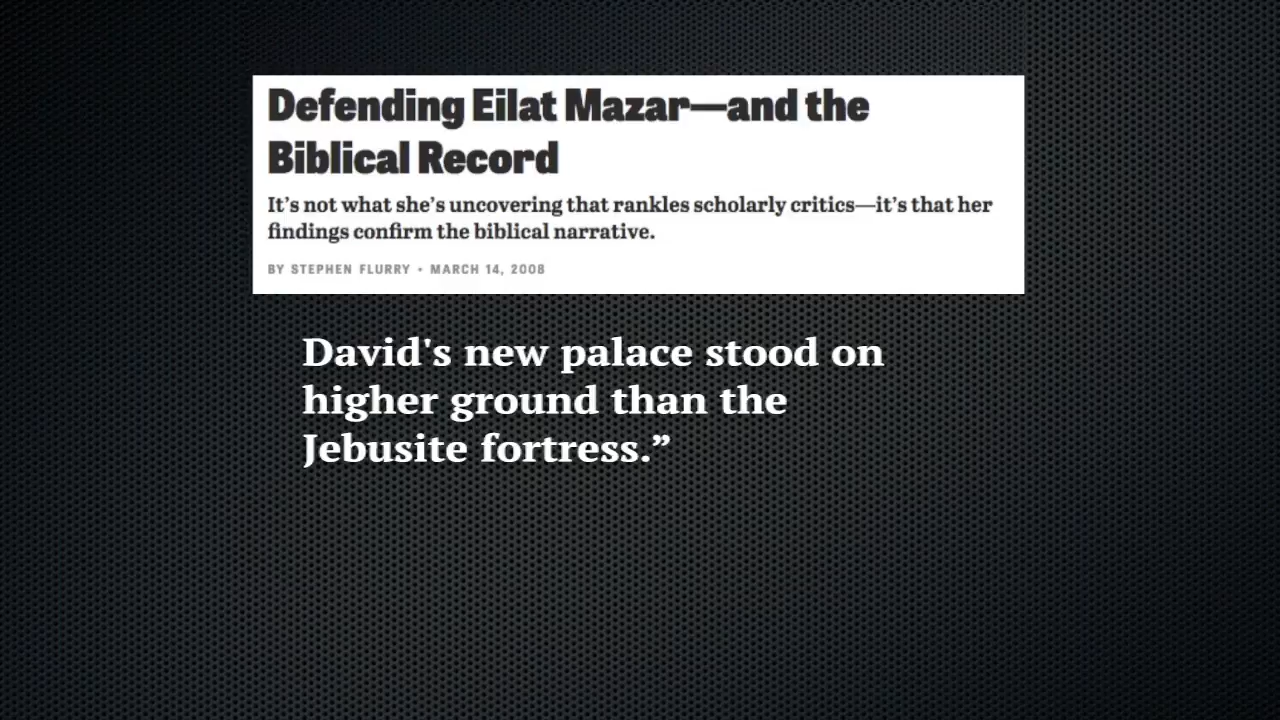 Defending Eilat Mazar—and the
Biblical Record
It’s not what she’s uncovering that rankles scholarly critics—it’s that her
findings confirm the biblical narrative.
BY STEPHEN FLURRY • MARCH 14, 2008
David's new palace stood on
higher ground than the
Jebusite fortress.”